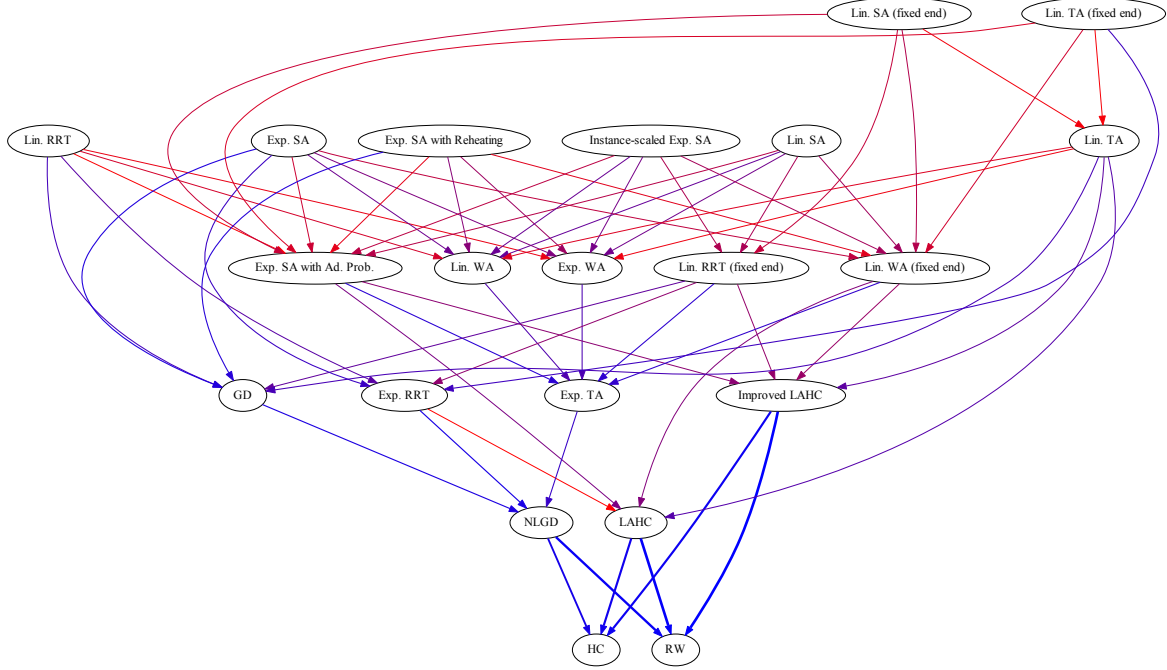 Lin. SA (fixed end)
Lin. TA (fixed end)
Lin. RRT
Exp. SA
Exp. SA with Reheating
Instance-scaled Exp. SA
Lin. SA
Lin. TA
Exp. SA with Ad. Prob.
Lin. WA
Exp. WA
Lin. RRT (fixed end)
Lin. WA (fixed end)
GD
Exp. RRT
Exp. TA
Improved LAHC
NLGD
LAHC
HC
RW